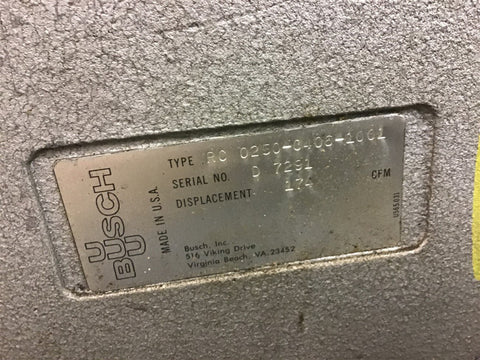 TYPE RC 0250-0406-1001
SERIAL NO. D 7291
DISPLACEMENT 174 CFM
BUSCH
MADE IN U.S.A.
Busch, Inc.
516 Viking Drive
Virginia Beach, VA. 23452